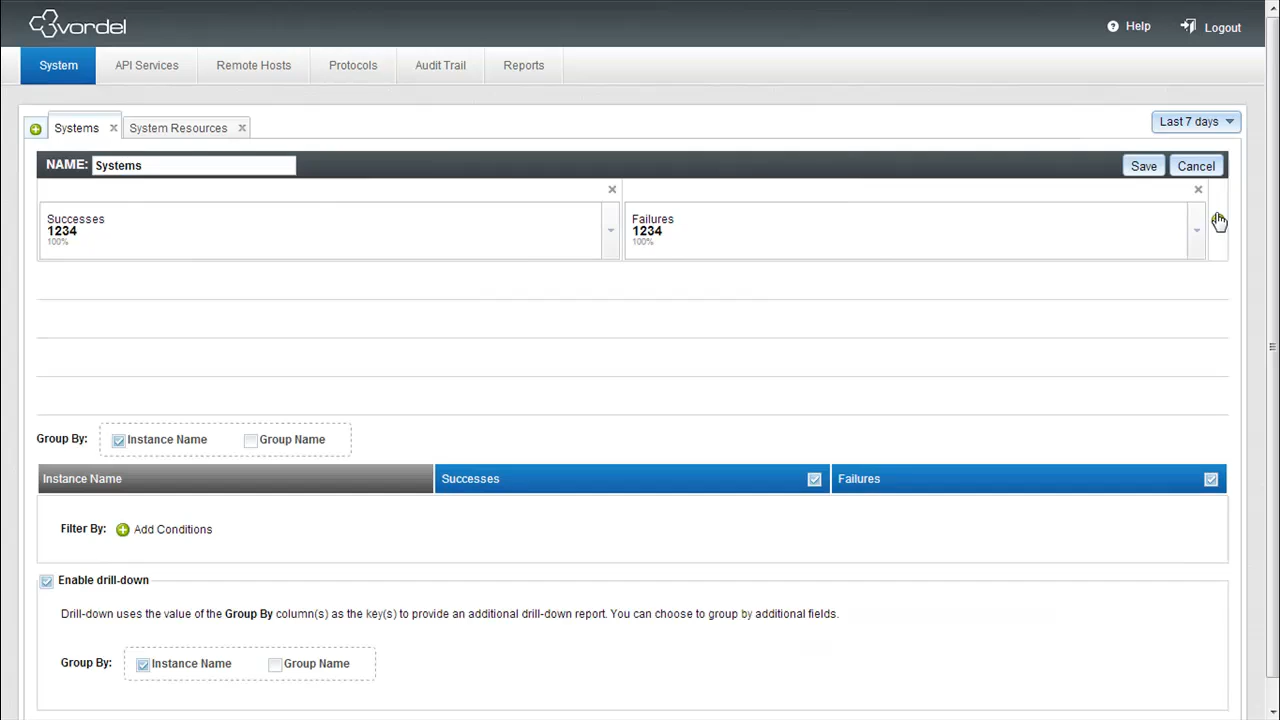 vordel
Help
Logout
System
API Services
Remote Hosts
Protocols
Audit Trail
Reports
Systems
System Resources
Last 7 days
NAME: Systems
Save
Cancel
Successes
1234
100%
Failures
1234
100%
Group By:
Instance Name
Group Name
Instance Name
Successes
Failures
Filter By:
Add Conditions
Enable drill-down
Drill-down uses the value of the Group By column(s) as the key(s) to provide an additional drill-down report. You can choose to group by additional fields.
Group By:
Instance Name
Group Name